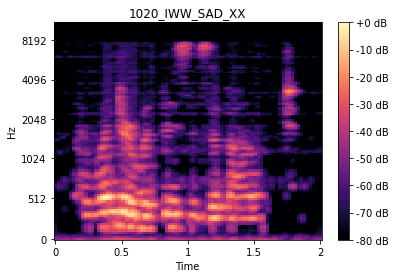 1020_IWW_SAD_XX
8192
4096
2048
1024
512
0
Hz
0
0.5
1
1.5
2
Time
+0 dB
-10 dB
-20 dB
-30 dB
-40 dB
-50 dB
-60 dB
-70 dB
-80 dB